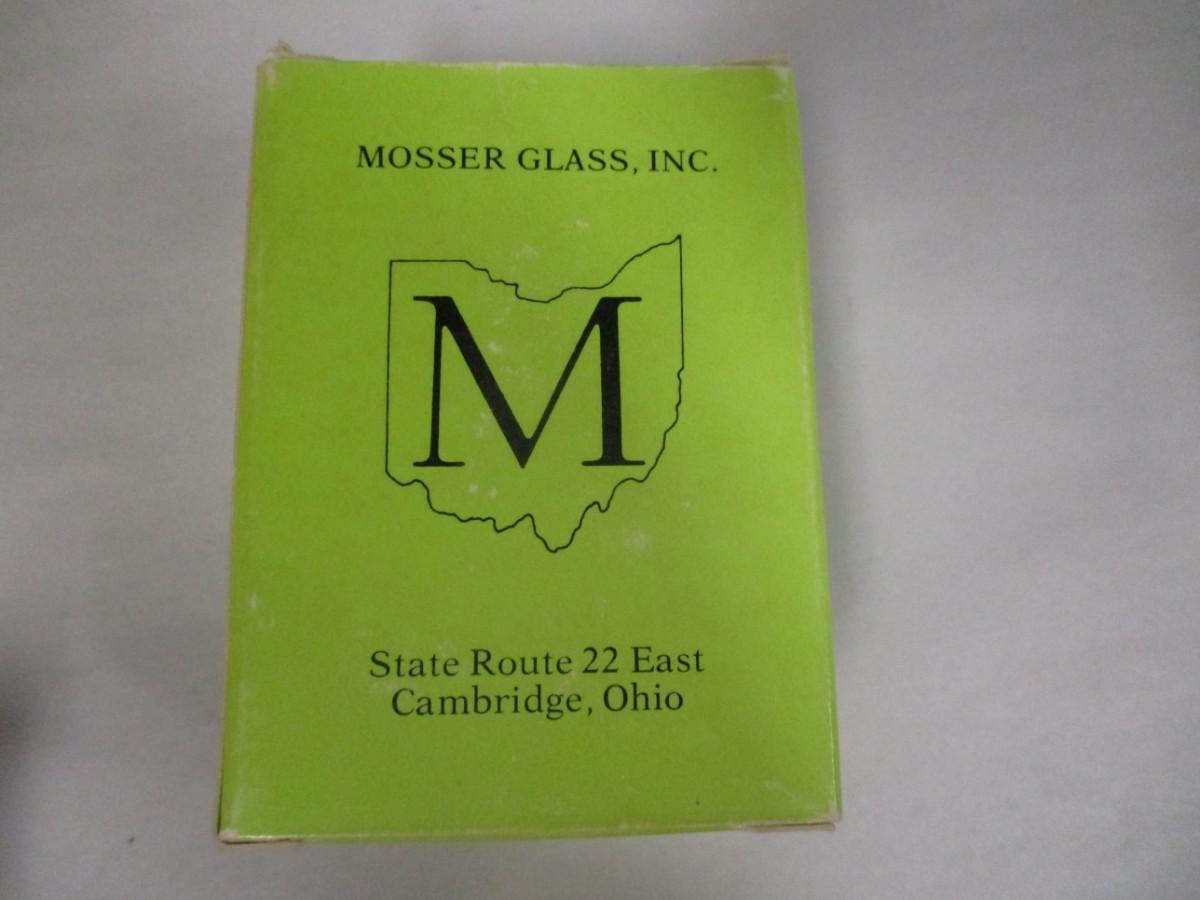 MOSSER GLASS, INC.
M
State Route 22 East
Cambridge, Ohio